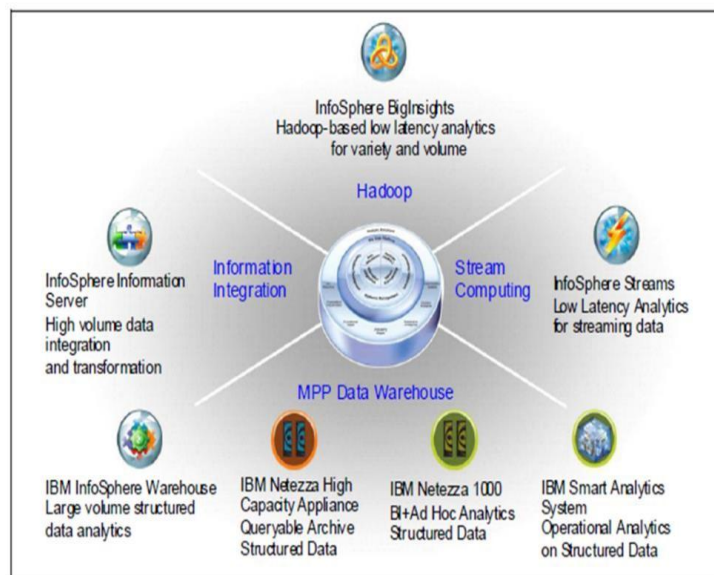 InfoSphere BigInsights
Hadoop-based low latency analytics
for variety and volume
Hadoop
InfoSphere Information
Server
High volume data
integration
and transformation
Information
Integration
Stream
Computing
InfoSphere Streams
Low Latency Analytics
for streaming data
MPP Data Warehouse
IBM InfoSphere Warehouse
Large volume structured
data analytics
IBM Netezza High
Capacity Appliance
Queryable Archive
Structured Data
IBM Netezza 1000
BI+Ad Hoc Analytics
Structured Data
IBM Smart Analytics
System
Operational Analytics
on Structured Data